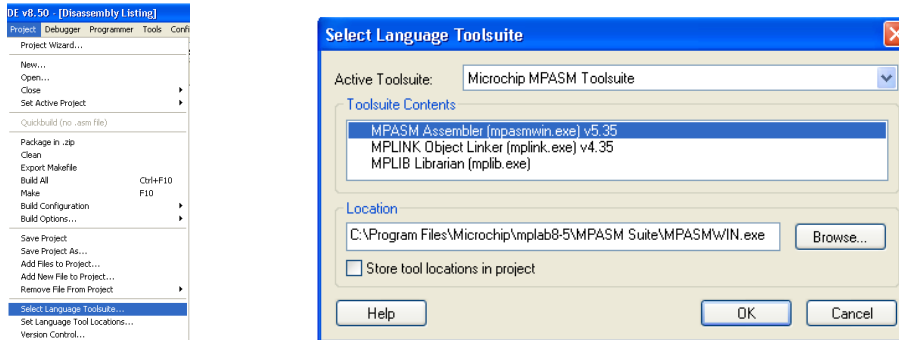 DE v8.50 - [Disassembly Listing]
Project Debugger Programmer Tools Confi
Project Wizard...
New...
Open...
Close
Set Active Project
Quickbuild (no .asm file)
Package in .zip
Clean
Export Makefile
Build All Ctrl+F10
Make F10
Build Configuration
Build Options...
Save Project
Save Project As...
Add Files to Project...
Add New File to Project...
Remove File From Project
Select Language Toolsuite...
Set Language Tool Locations...
Version Control...
Select Language Toolsuite
Active Toolsuite: Microchip MPASM Toolsuite
Toolsuite Contents
MPASM Assembler (mpasmwin.exe) v5.35
MPLINK Object Linker (mplink.exe) v4.35
MPLIB Librarian (mplib.exe)
Location
C:\Program Files\Microchip\mplab8-5\MPASM Suite\MPASMWIN.exe Browse...
Store tool locations in project
Help OK Cancel